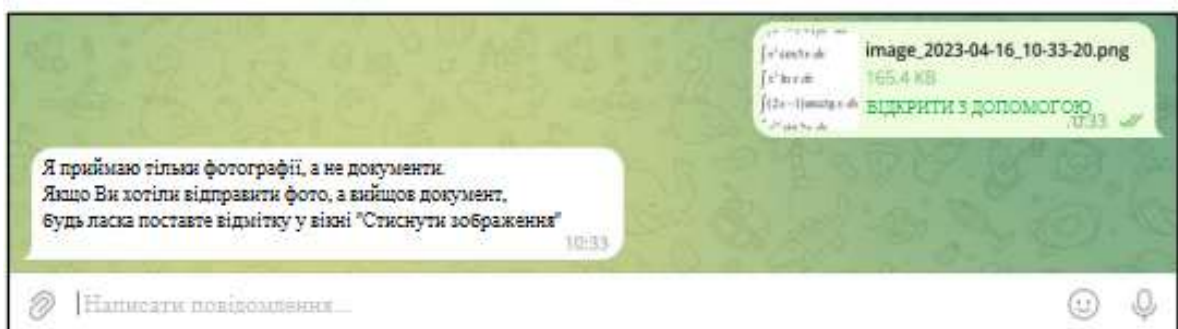 image_2023-04-16_10-33-20.png
165.4 KB
ВІДКРИТИ З ДОПОМОГОЮ
10:33
Я приймаю тільки фотографії, а не документи.
Якщо Ви хотіли відправити фото, а вийшов документ,
будь ласка поставте відмітку у вікні "Стиснути зображення"
10:33
Написати повідомлення...